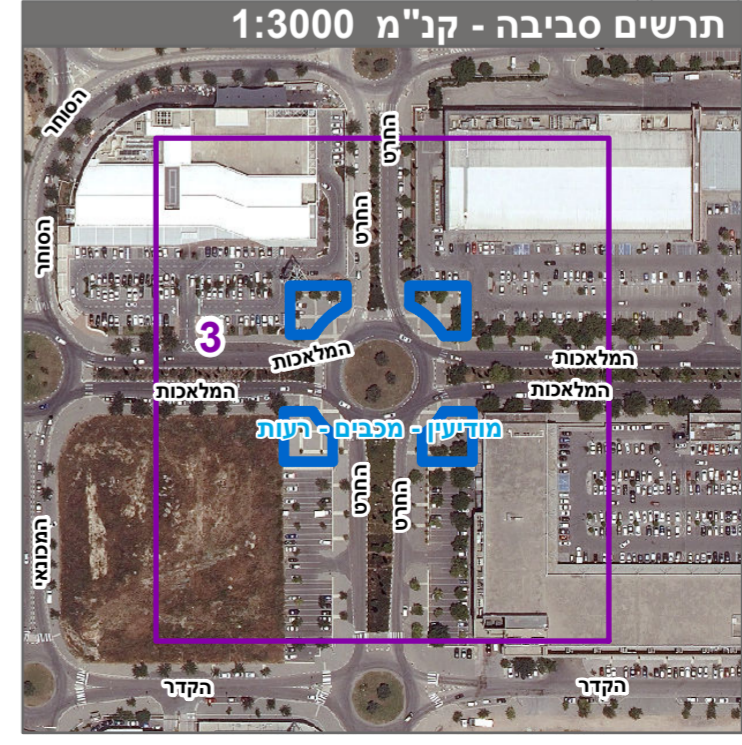 תרשים סביבה - קנ"מ 1:3000
הסוחר
החרט
החרט
הסוחר
3
המלאכות
המלאכות
המלאכות
המלאכות
מודיעין - מכבים - רעות
החרט
החרט
הקדר
הקדר